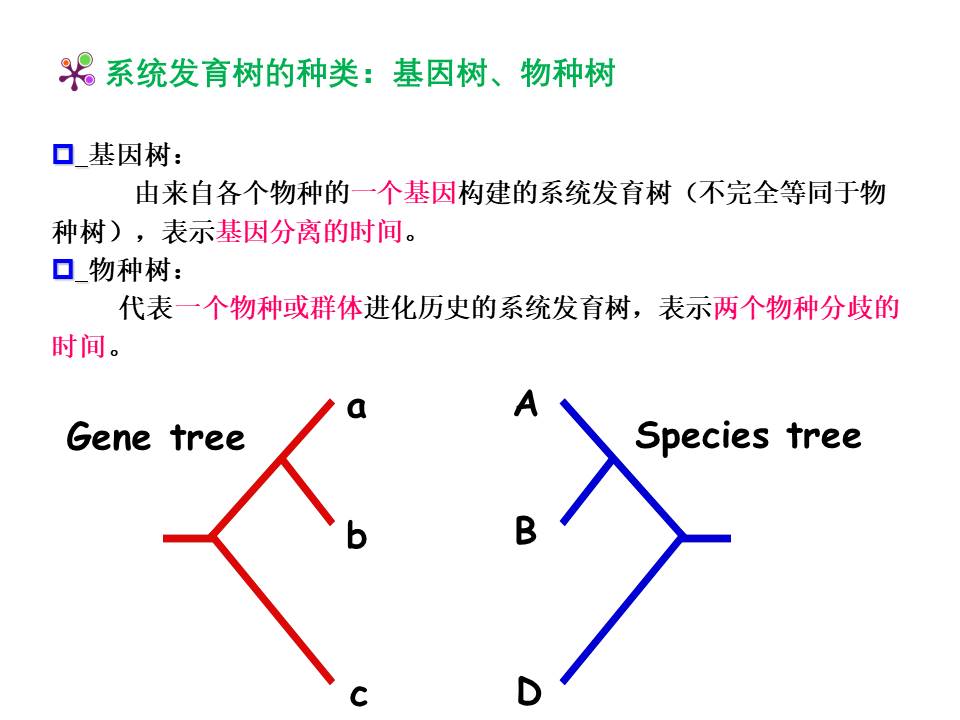 系统发育树的种类：基因树、物种树
_基因树：
由来自各个物种的一个基因构建的系统发育树（不完全等同于物
种树），表示基因分离的时间。
_物种树：
代表一个物种或群体进化历史的系统发育树，表示两个物种分歧的
时间。
a A
Gene tree Species tree
b B
c D